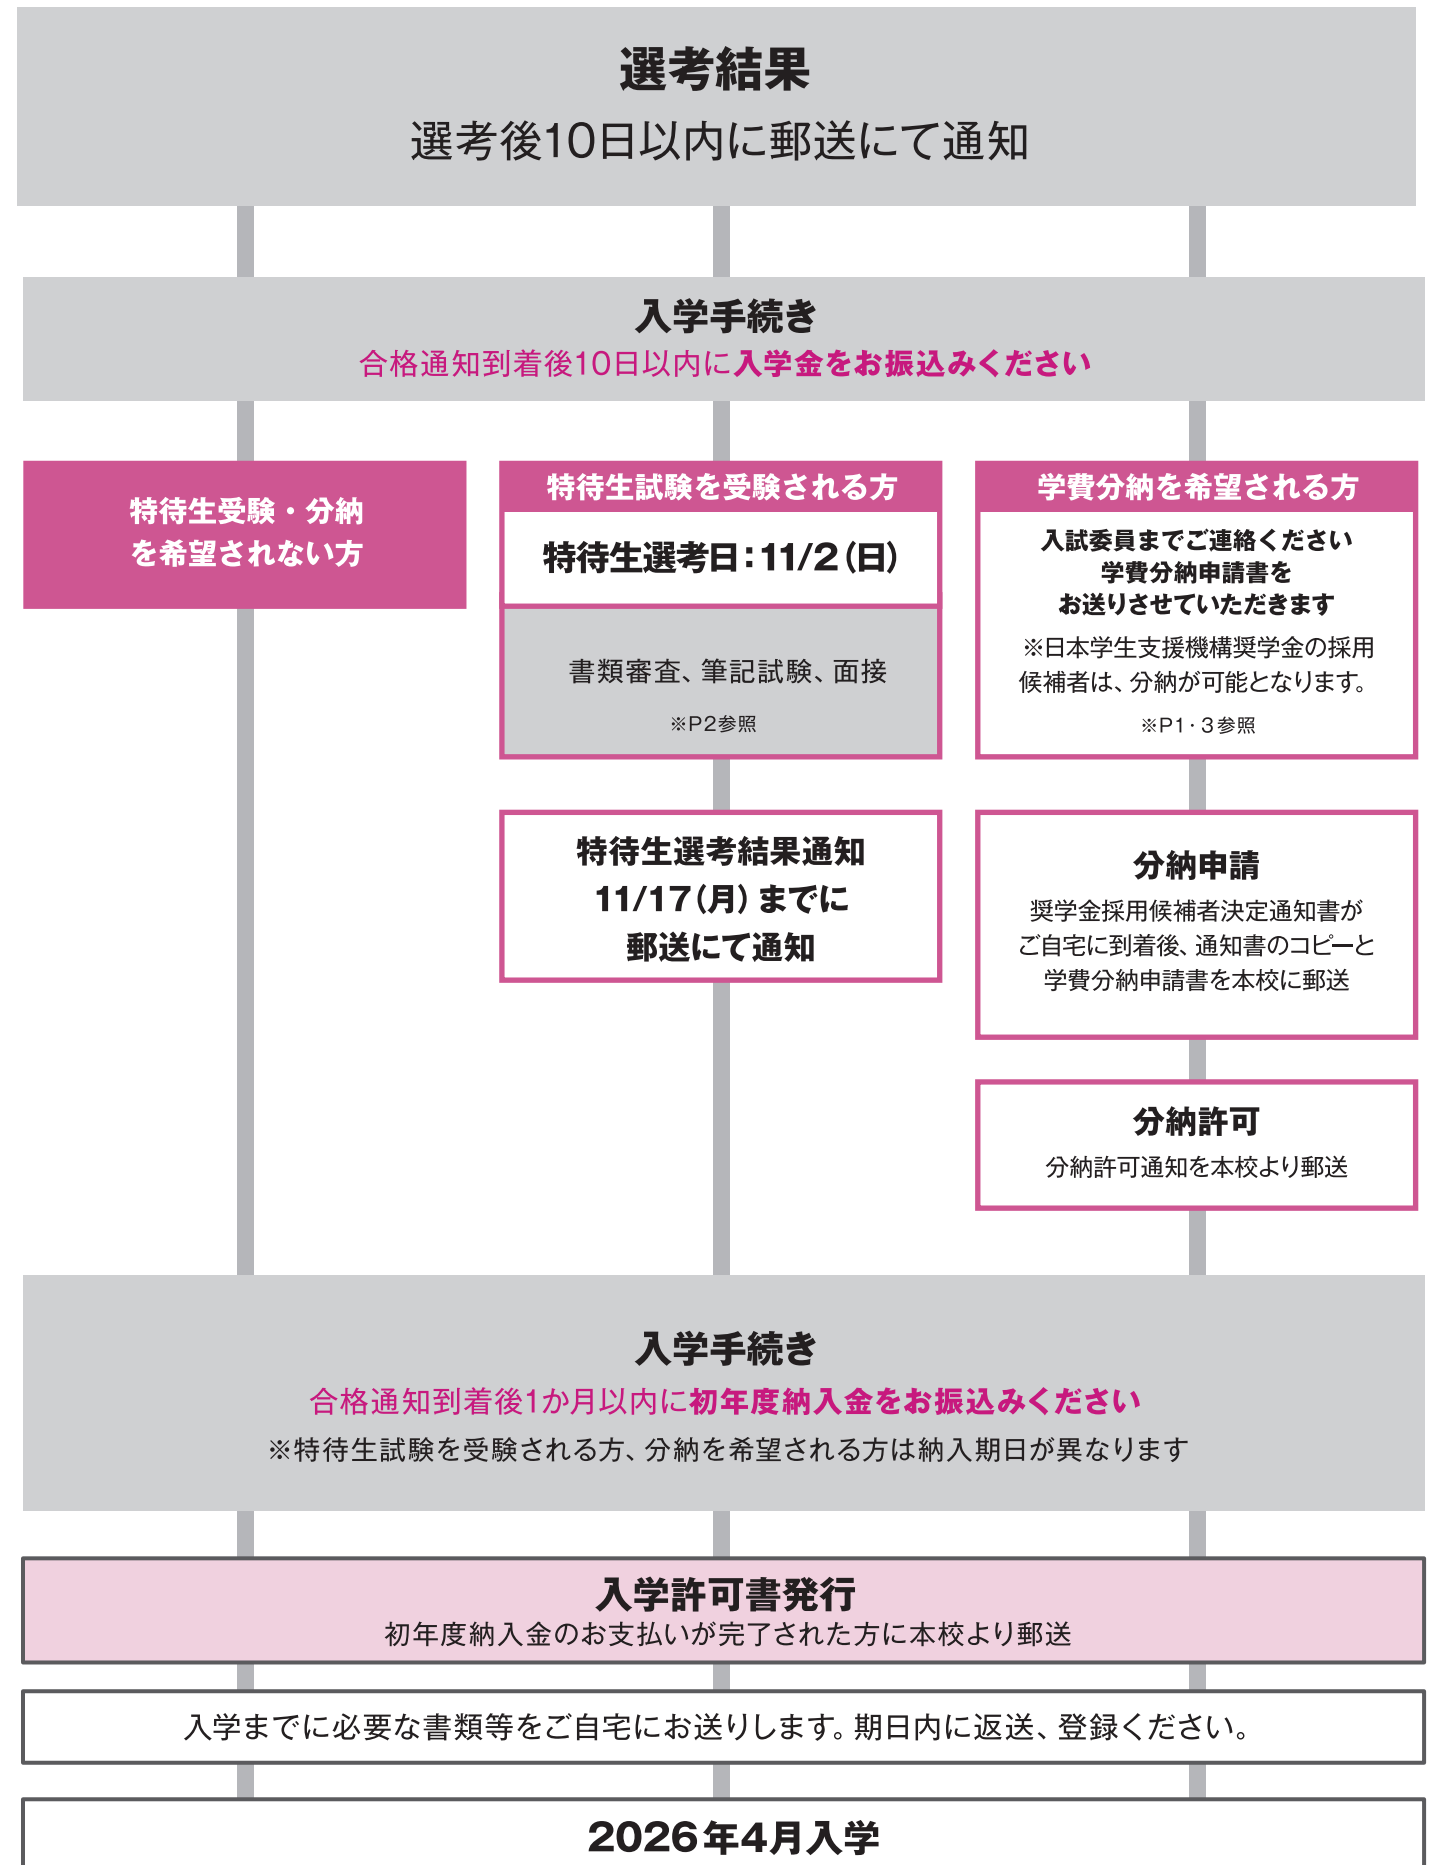 選考結果
選考後10日以内に郵送にて通知
入学手続き
合格通知到着後10日以内に入学金をお振込みください
特待生受験・分納
を希望されない方
特待生試験を受験される方
特待生選考日：11/2（日）
書類審査、筆記試験、面接
※P2参照
特待生選考結果通知
11/17（月）までに
郵送にて通知
学費分納を希望される方
入試委員までご連絡ください
学費分納申請書を
お送りさせていただきます
※日本学生支援機構奨学金の採用
候補者は、分納が可能となります。
※P1・3参照
分納申請
奨学金採用候補者決定通知書が
ご自宅に到着後、通知書のコピーと
学費分納申請書を本校に郵送
分納許可
分納許可通知を本校より郵送
入学手続き
合格通知到着後1か月以内に初年度納入金をお振込みください
※特待生試験を受験される方、分納を希望される方は納入期日が異なります
入学許可書発行
初年度納入金のお支払いが完了された方に本校より郵送
入学までに必要な書類等をご自宅にお送りします。期日内に返送、登録ください。
2026年4月入学